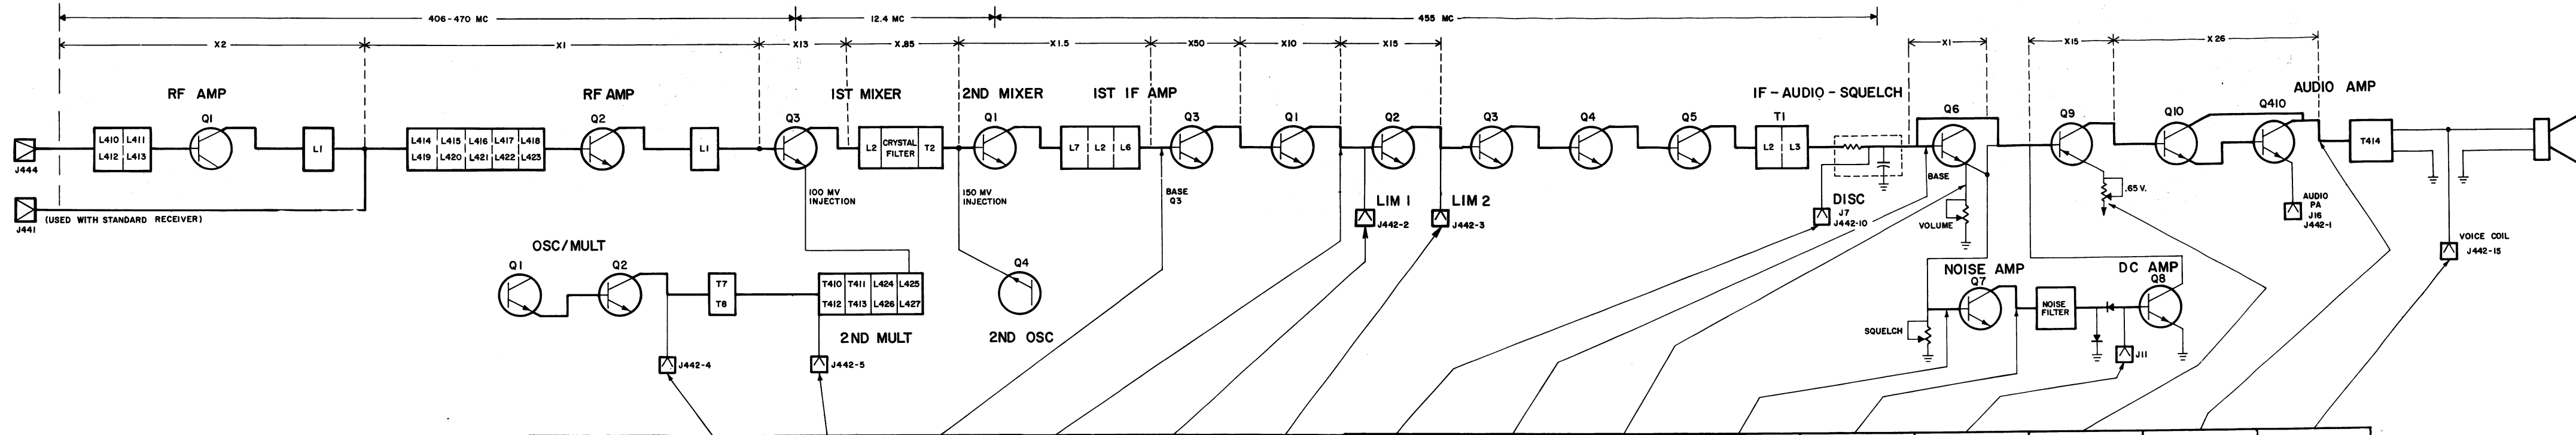 406-470 MC
12.4 MC
455 MC
X2
X1
X13
X.85
X1.5
X50
X10
X15
X1
X15
X 26
RF AMP
RF AMP
1ST MIXER
2ND MIXER
1ST IF AMP
IF-AUDIO-SQUELCH
AUDIO AMP
Q1
Q2
Q3
Q1
Q3
Q1
Q2
Q3
Q4
Q5
T1
Q6
Q9
Q10
Q410
J444
L410 L411
L412 L413
L1
L414 L415 L416 L417 L418
L419 L420 L421 L422 L423
L1
L2
CRYSTAL
FILTER
T2
L7 L2 L6
L2 L3
T414
J441
(USED WITH STANDARD RECEIVER)
100 MV
INJECTION
150 MV
INJECTION
BASE
Q3
LIM 1
J442-2
LIM 2
J442-3
DISC
J7
J442-10
BASE
VOLUME
.65 V.
AUDIO
PA
J16
J442-1
VOICE COIL
J442-15
OSC/MULT
Q1
Q2
T7
T8
T410 T411 L424 L425
T412 T413 L426 L427
2ND MULT
Q4
2ND OSC
J442-4
J442-5
NOISE AMP
Q7
DC AMP
Q8
NOISE
FILTER
SQUELCH
J11